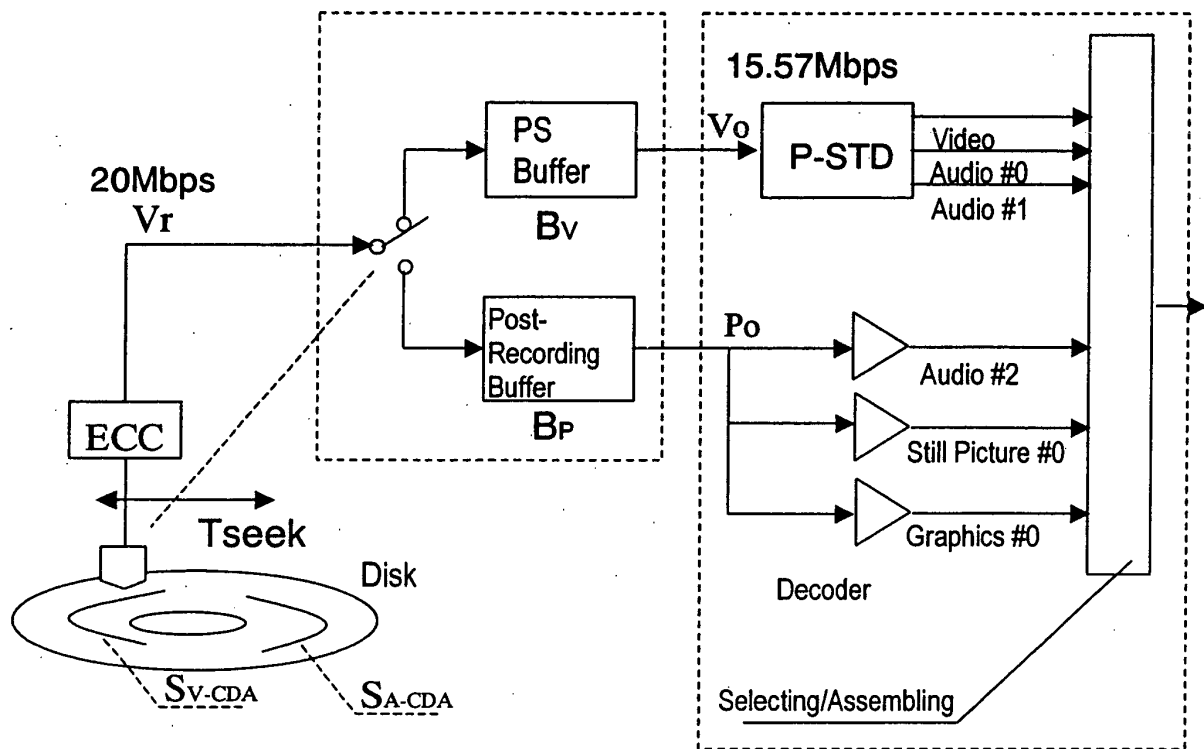 20Mbps
Vr
ECC
Tseek
Disk
SV-CDA
SA-CDA
PS
Buffer
BV
Post-
Recording
Buffer
BP
15.57Mbps
Vo
P-STD
Video
Audio #0
Audio #1
Po
Audio #2
Still Picture #0
Graphics #0
Decoder
Selecting/Assembling